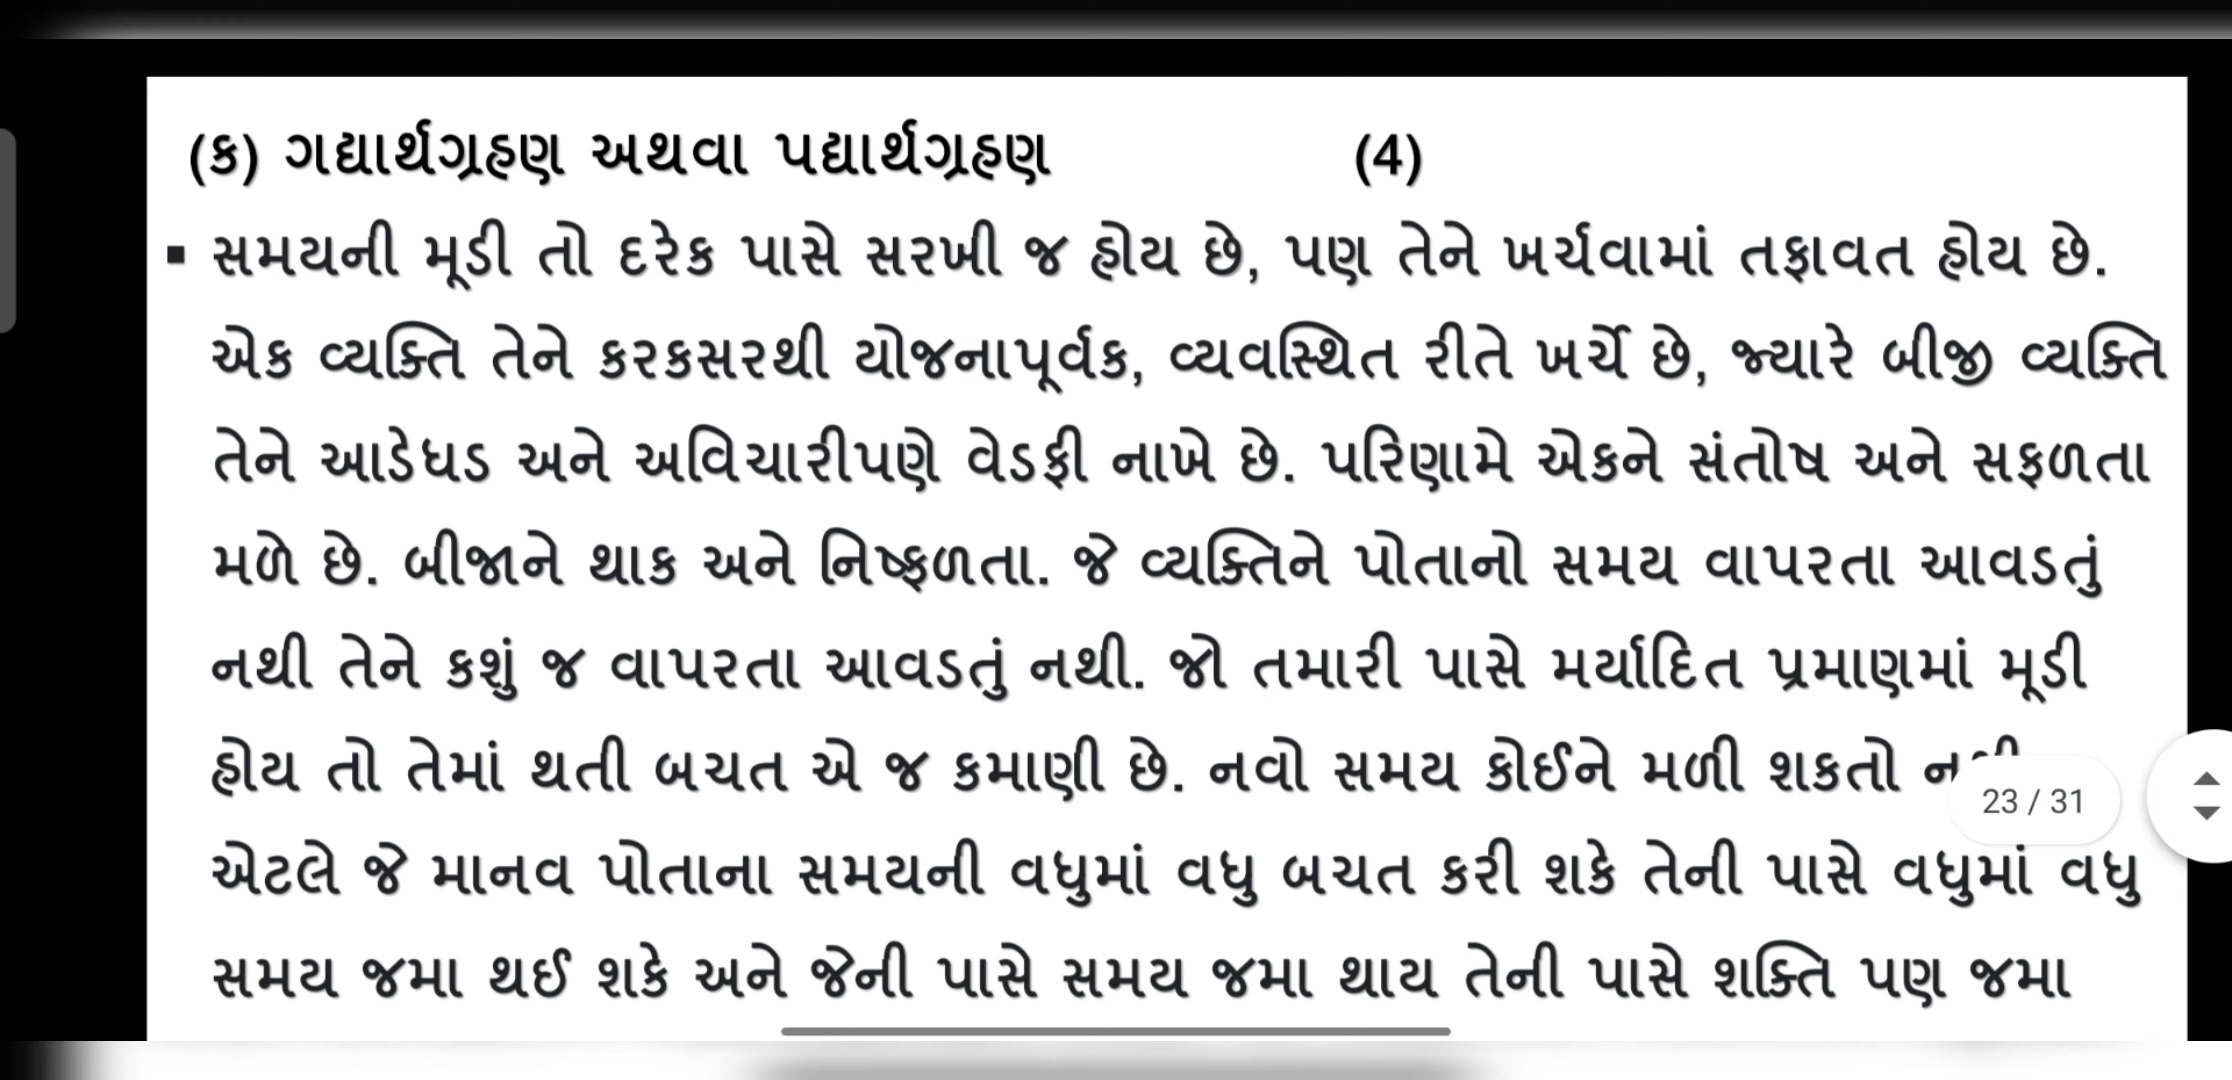 (ક) ગદ્યાર્થગ્રહણ અથવા પદ્યાર્થગ્રહણ (4)
▪ સમયની મૂડી તો દરેક પાસે સરખી જ હોય છે, પણ તેને ખર્ચવામાં તફાવત હોય છે.
એક વ્યક્તિ તેને કરકસરથી યોજનાપૂર્વક, વ્યવસ્થિત રીતે ખર્ચે છે, જ્યારે બીજી વ્યક્તિ
તેને આડેધડ અને અવિચારીપણે વેડફી નાખે છે. પરિણામે એકને સંતોષ અને સફળતા
મળે છે. બીજાને થાક અને નિષ્ફળતા. જે વ્યક્તિને પોતાનો સમય વાપરતા આવડતું
નથી તેને કશું જ વાપરતા આવડતું નથી. જો તમારી પાસે મર્યાદિત પ્રમાણમાં મૂડી
હોય તો તેમાં થતી બચત એ જ કમાણી છે. નવો સમય કોઈને મળી શકતો
23 / 31
એટલે જે માનવ પોતાના સમયની વધુમાં વધુ બચત કરી શકે તેની પાસે વધુમાં વધુ
સમય જમા થઈ શકે અને જેની પાસે સમય જમા થાય તેની પાસે શક્તિ પણ જમા